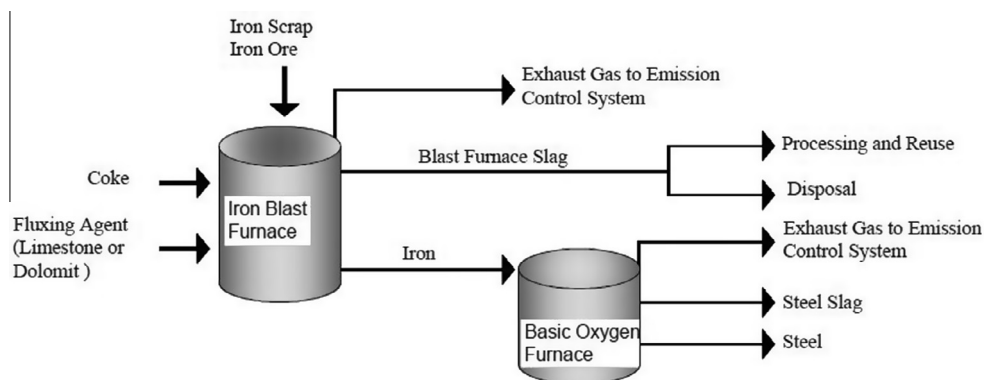 Iron Scrap
Iron Ore
Exhaust Gas to Emission
Control System
Blast Furnace Slag
Processing and Reuse
Disposal
Coke
Iron Blast
Furnace
Fluxing Agent
(Limestone or
Dolomit )
Iron
Exhaust Gas to Emission
Control System
Basic Oxygen
Furnace
Steel Slag
Steel